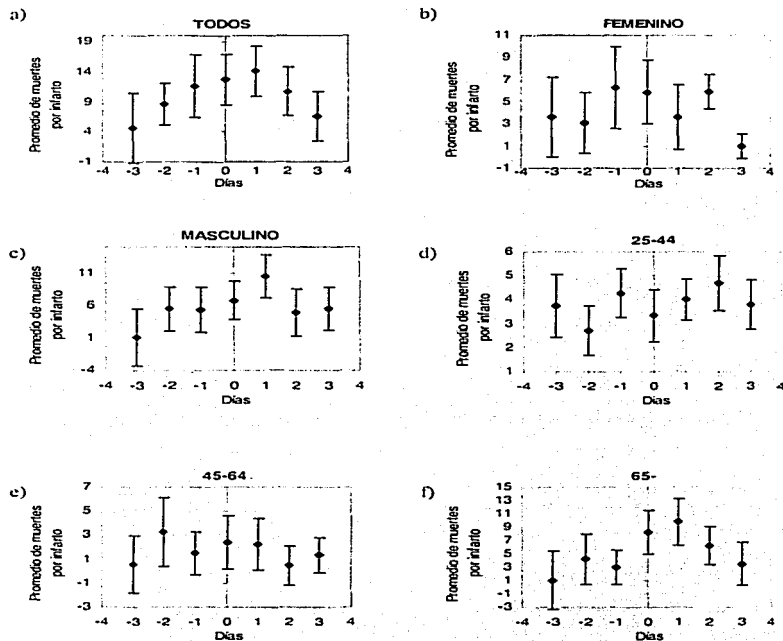 a)
TODOS
Promedio de muertes
por infarto
19
14
9
4
-1
-4 -3 -2 -1 0 1 2 3 4
Días
b)
FEMENINO
Promedio de muertes
por infarto
11
9
7
5
3
1
-1
-4 -3 -2 -1 0 1 2 3 4
Días
c)
MASCULINO
Promedio de muertes
por infarto
11
6
1
-4
-4 -3 -2 -1 0 1 2 3 4
Días
d)
25-44
Promedio de muertes
por infarto
6
5
4
3
2
1
-4 -3 -2 -1 0 1 2 3 4
Días
e)
45-64
Promedio de muertes
por infarto
7
3
-1
-3
-4 -3 -2 -1 0 1 2 3 4
Días
f)
65-
Promedio de muertes
por infarto
15
13
11
9
7
5
3
1
-1
-3
-4 -3 -2 -1 0 1 2 3 4
Días